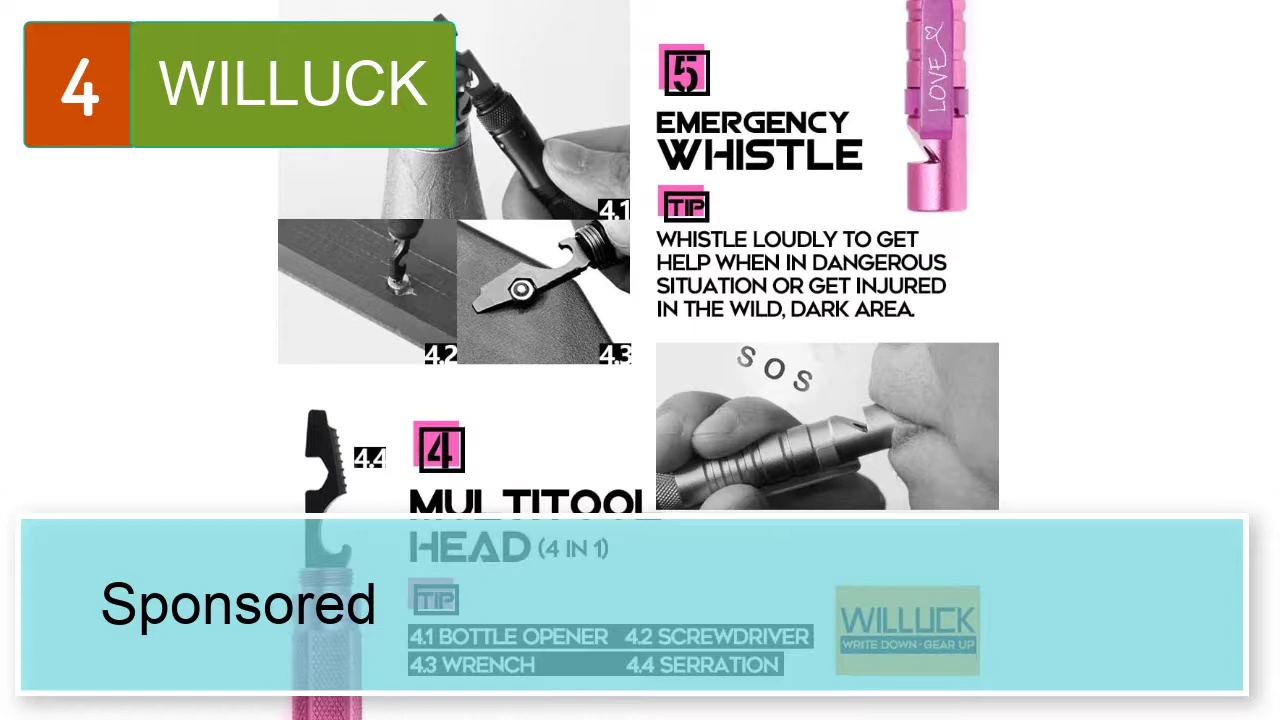 4 WILLUCK
4.1
4.2
4.3
5
EMERGENCY
WHISTLE
TIP
WHISTLE LOUDLY TO GET
HELP WHEN IN DANGEROUS
SITUATION OR GET INJURED
IN THE WILD, DARK AREA.
LOVE
SOS
4.4
4
MULTITOOL
HEAD (4 IN 1)
TIP
4.1 BOTTLE OPENER 4.2 SCREWDRIVER
4.3 WRENCH 4.4 SERRATION
Sponsored
WILLUCK
WRITE DOWN · GEAR UP